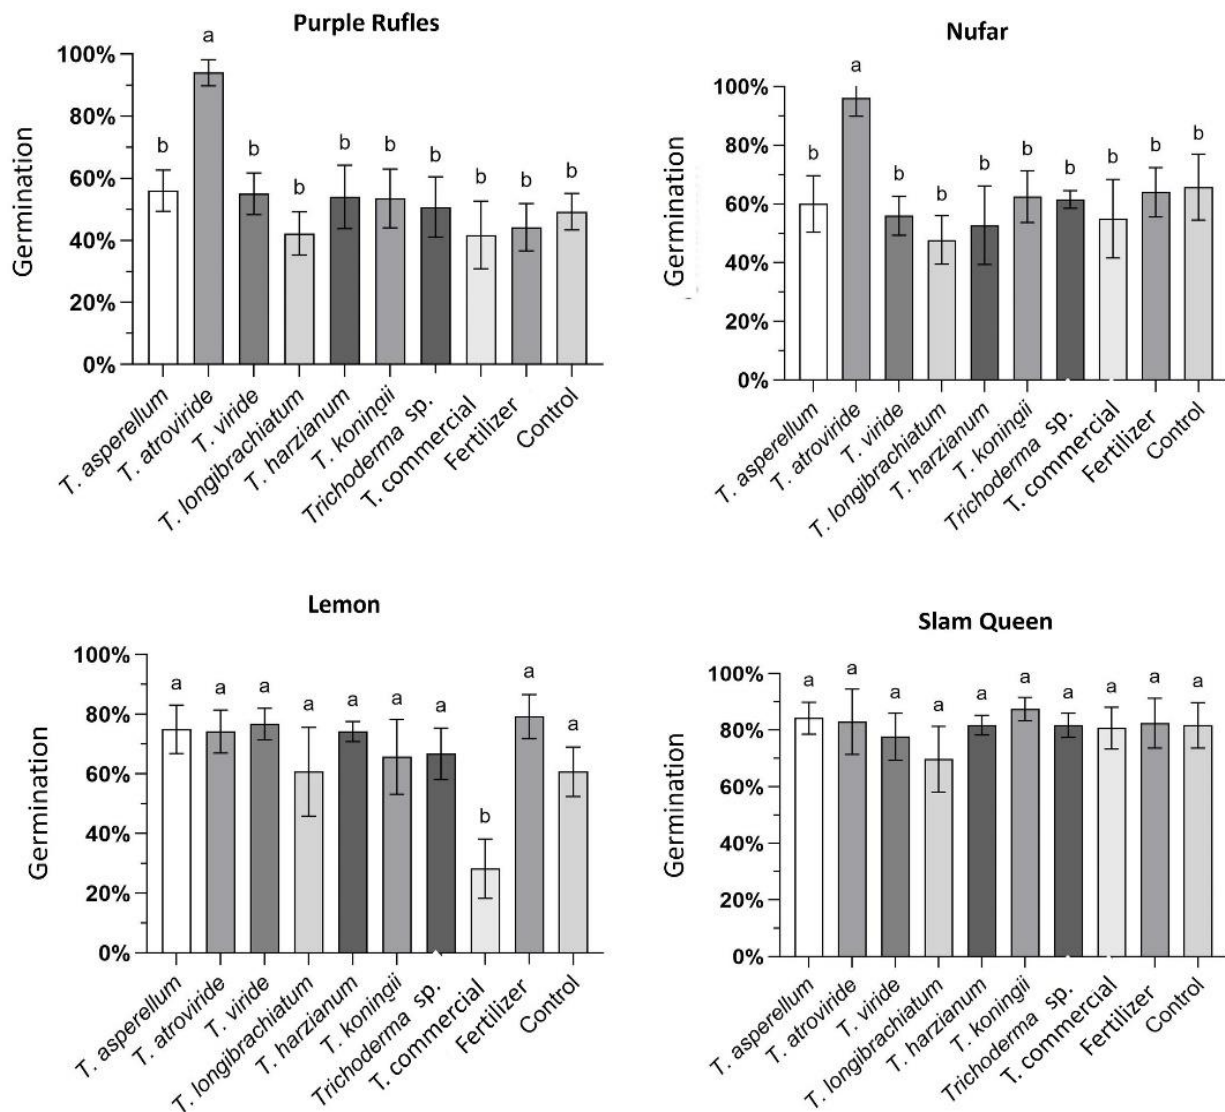 Purple Rufles
Germination
100%
80%
60%
40%
20%
0%
b
a
b
b
b
b
b
b
b
b
T. asperellum
T. atroviride
T. viride
T. longibrachiatum
T. harzianum
T. koningii
Trichoderma sp.
T. commercial
Fertilizer
Control
Nufar
Germination
100%
80%
60%
40%
20%
0%
b
a
b
b
b
b
b
b
b
b
T. asperellum
T. atroviride
T. viride
T. longibrachiatum
T. harzianum
T. koningii
Trichoderma sp.
T. commercial
Fertilizer
Control
Lemon
Germination
100%
80%
60%
40%
20%
0%
a
a
a
a
a
a
a
b
a
a
T. asperellum
T. atroviride
T. viride
T. longibrachiatum
T. harzianum
T. koningii
Trichoderma sp.
T. commercial
Fertilizer
Control
Slam Queen
Germination
100%
80%
60%
40%
20%
0%
a
a
a
a
a
a
a
a
a
a
T. asperellum
T. atroviride
T. viride
T. longibrachiatum
T. harzianum
T. koningii
Trichoderma sp.
T. commercial
Fertilizer
Control